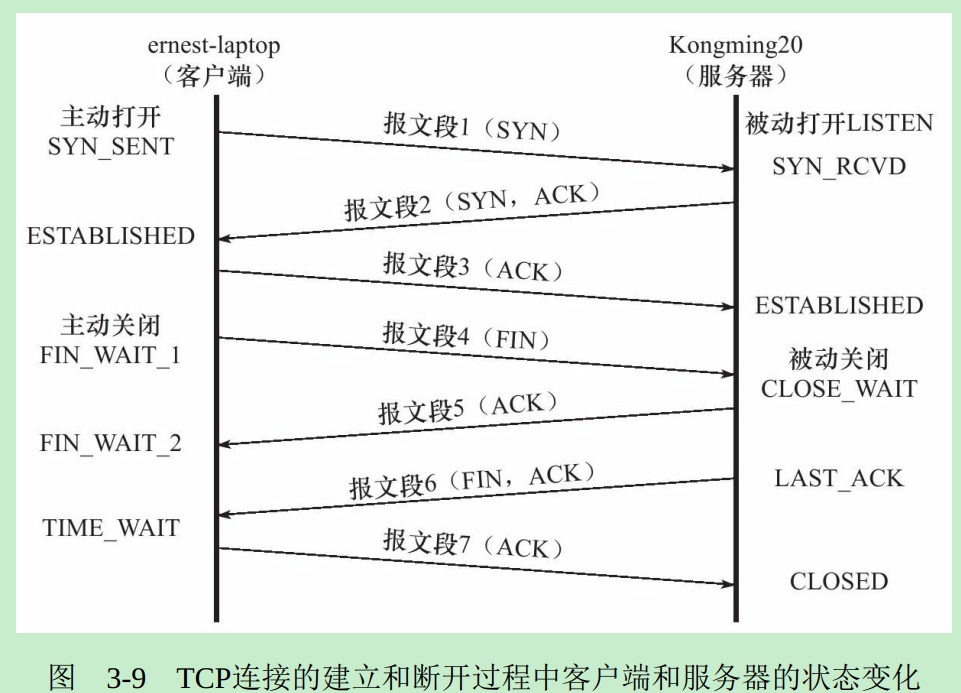 ernest-laptop
（客户端）
Kongming20
（服务器）
主动打开
SYN_SENT
报文段1（SYN）
被动打开LISTEN
SYN_RCVD
报文段2（SYN，ACK）
ESTABLISHED
报文段3（ACK）
ESTABLISHED
主动关闭
FIN_WAIT_1
报文段4（FIN）
被动关闭
CLOSE_WAIT
报文段5（ACK）
FIN_WAIT_2
报文段6（FIN，ACK）
LAST_ACK
TIME_WAIT
报文段7（ACK）
CLOSED
图 3-9 TCP连接的建立和断开过程中客户端和服务器的状态变化